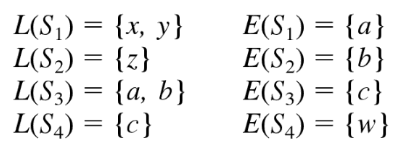 L(S₁) = {x, y} E(S₁) = {a}
L(S₂) = {z} E(S₂) = {b}
L(S₃) = {a, b} E(S₃) = {c}
L(S₄) = {c} E(S₄) = {w}